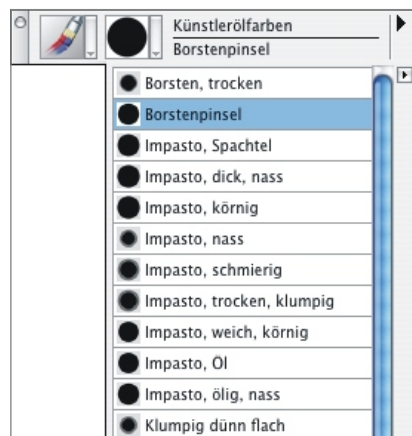 Künstlerölfarben
Borstenpinsel
Borsten, trocken
Borstenpinsel
Impasto, Spachtel
Impasto, dick, nass
Impasto, körnig
Impasto, nass
Impasto, schmierig
Impasto, trocken, klumpig
Impasto, weich, körnig
Impasto, Öl
Impasto, ölig, nass
Klumpig dünn flach